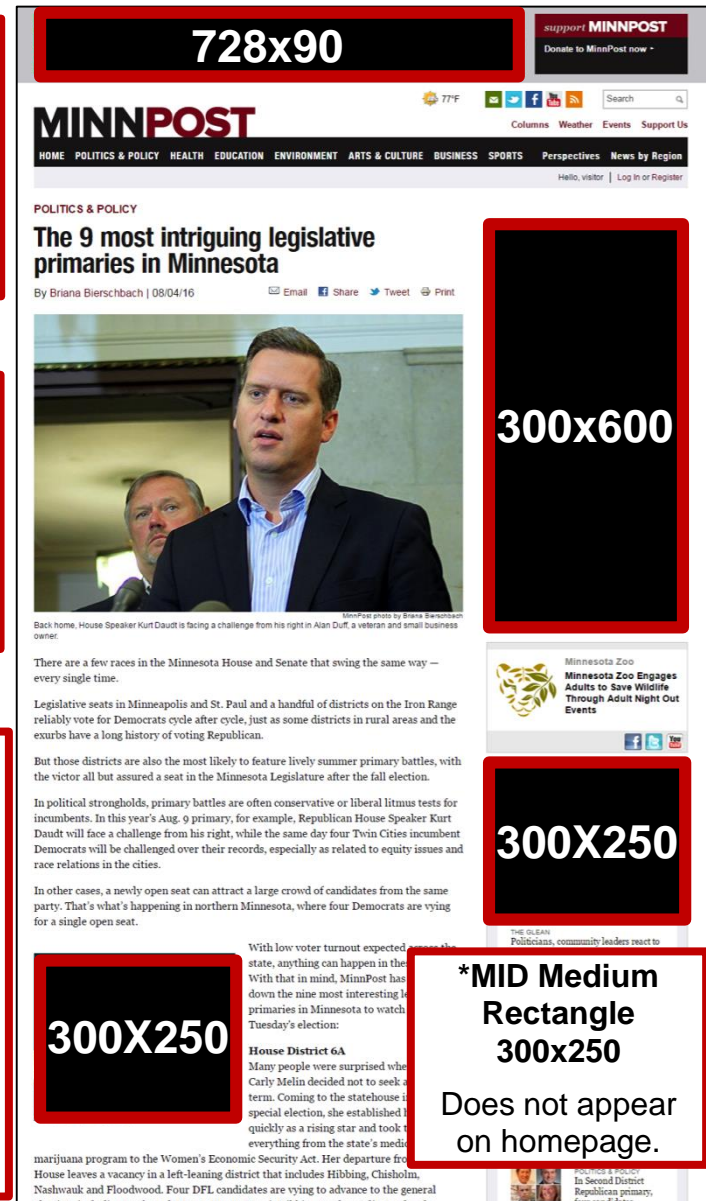 728x90
support MINNPOST
Donate to MinnPost now
MINNPOST
77°F
Search
Columns Weather Events Support Us
HOME POLITICS & POLICY HEALTH EDUCATION ENVIRONMENT ARTS & CULTURE BUSINESS SPORTS Perspectives News by Region
Hello, visitor | Log In or Register
POLITICS & POLICY
The 9 most intriguing legislative
primaries in Minnesota
By Briana Bierschbach | 08/04/16
Email Share Tweet Print
MinnPost photo by Briana Bierschbach
Back home, House Speaker Kurt Daudt is facing a challenge from his right in Alan Duff, a veteran and small business
owner.
There are a few races in the Minnesota House and Senate that swing the same way —
every single time.
Legislative seats in Minneapolis and St. Paul and a handful of districts on the Iron Range
reliably vote for Democrats cycle after cycle, just as some districts in rural areas and the
exurbs have a long history of voting Republican.
But those districts are also the most likely to feature lively summer primary battles, with
the victor all but assured a seat in the Minnesota Legislature after the fall election.
In political strongholds, primary battles are often conservative or liberal litmus tests for
incumbents. In this year's Aug. 9 primary, for example, Republican House Speaker Kurt
Daudt will face a challenge from his right, while the same day four Twin Cities incumbent
Democrats will be challenged over their records, especially as related to equity issues and
race relations in the cities.
In other cases, a newly open seat can attract a large crowd of candidates from the same
party. That's what's happening in northern Minnesota, where four Democrats are vying
for a single open seat.
With low voter turnout expected across the
state, anything can happen in
With that in mind, MinnPost has
down the nine most interesting
primaries in Minnesota to watch
Tuesday's election:
House District 6A
Many people were surprised
Carly Melin decided not to seek
term. Coming to the statehouse
special election, she established
quickly as a rising star and took
everything from the state's
marijuana program to the Women's Economic Security Act. Her departure
House leaves a vacancy in a left-leaning district that includes Hibbing, Chisholm,
Nashwauk and Floodwood. Four DFL candidates are vying to advance to the general
300X250
300x600
Minnesota Zoo
Minnesota Zoo Engages
Adults to Save Wildlife
Through Adult Night Out
Events
You
300X250
THE GLEAN
Politicians, community leaders react to
*MID Medium
Rectangle
300x250
Does not appear
on homepage.
POLITICS & POLICY
In Second District
Republican primary,
four candidates